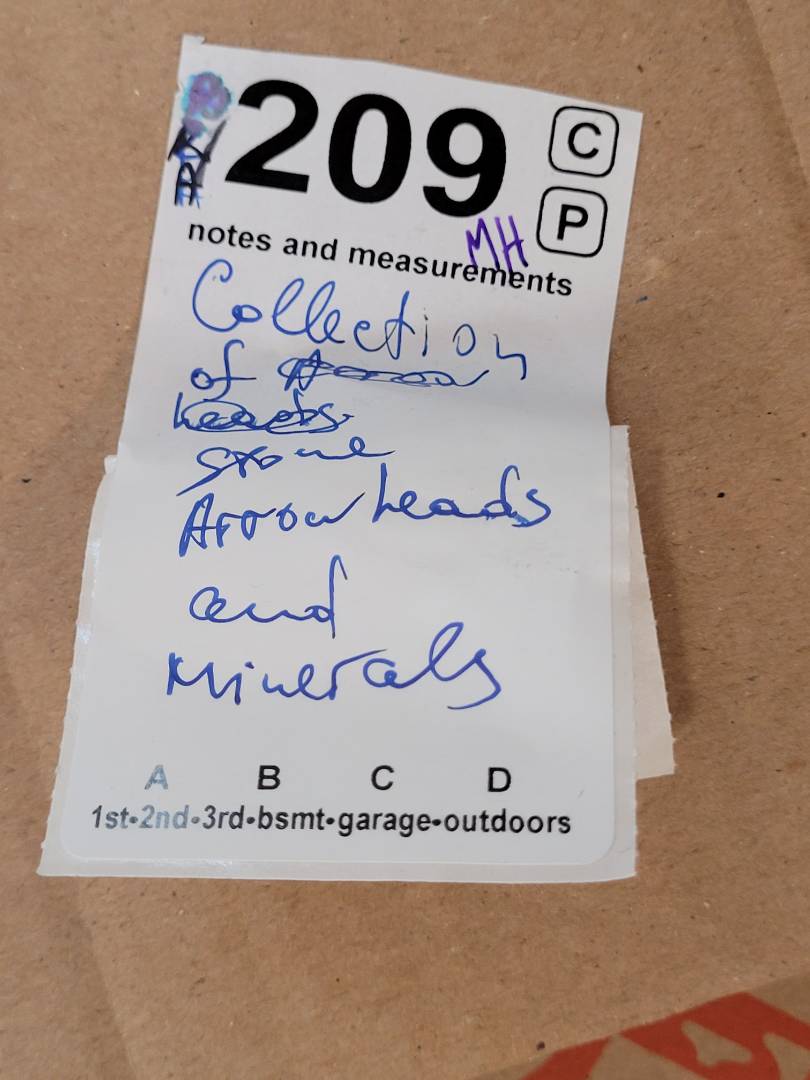 209
C
P
MH
notes and measurements
Collection
of
stone
Arrowheads
and
Minerals
A B C D
1st•2nd•3rd•bsmt•garage•outdoors